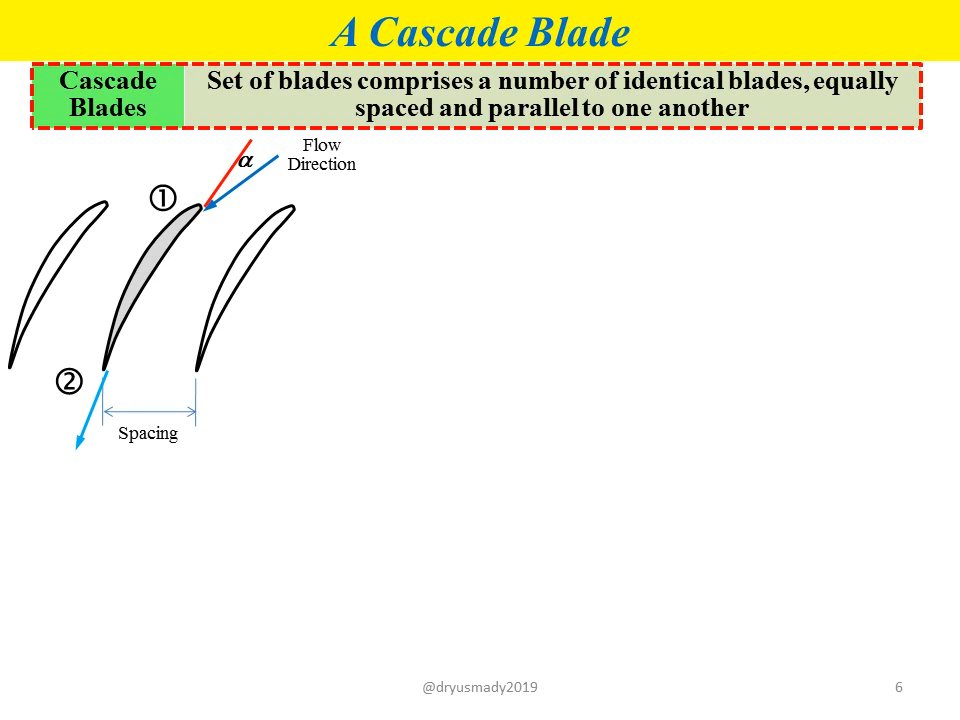 A Cascade Blade
Cascade
Blades
Set of blades comprises a number of identical blades, equally
spaced and parallel to one another
Flow
Direction
α
①
②
Spacing
@dryusmady2019
6